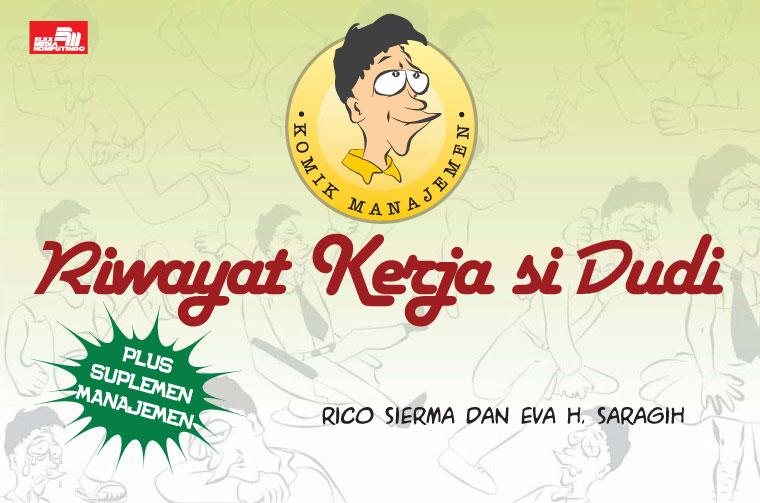 ELEX
MEDIA
KOMPUTINDO
• KOMIK MANAJEMEN •
Riwayat Kerja si Dudi
PLUS
SUPLEMEN
MANAJEMEN
RICO SIERMA DAN EVA H. SARAGIH